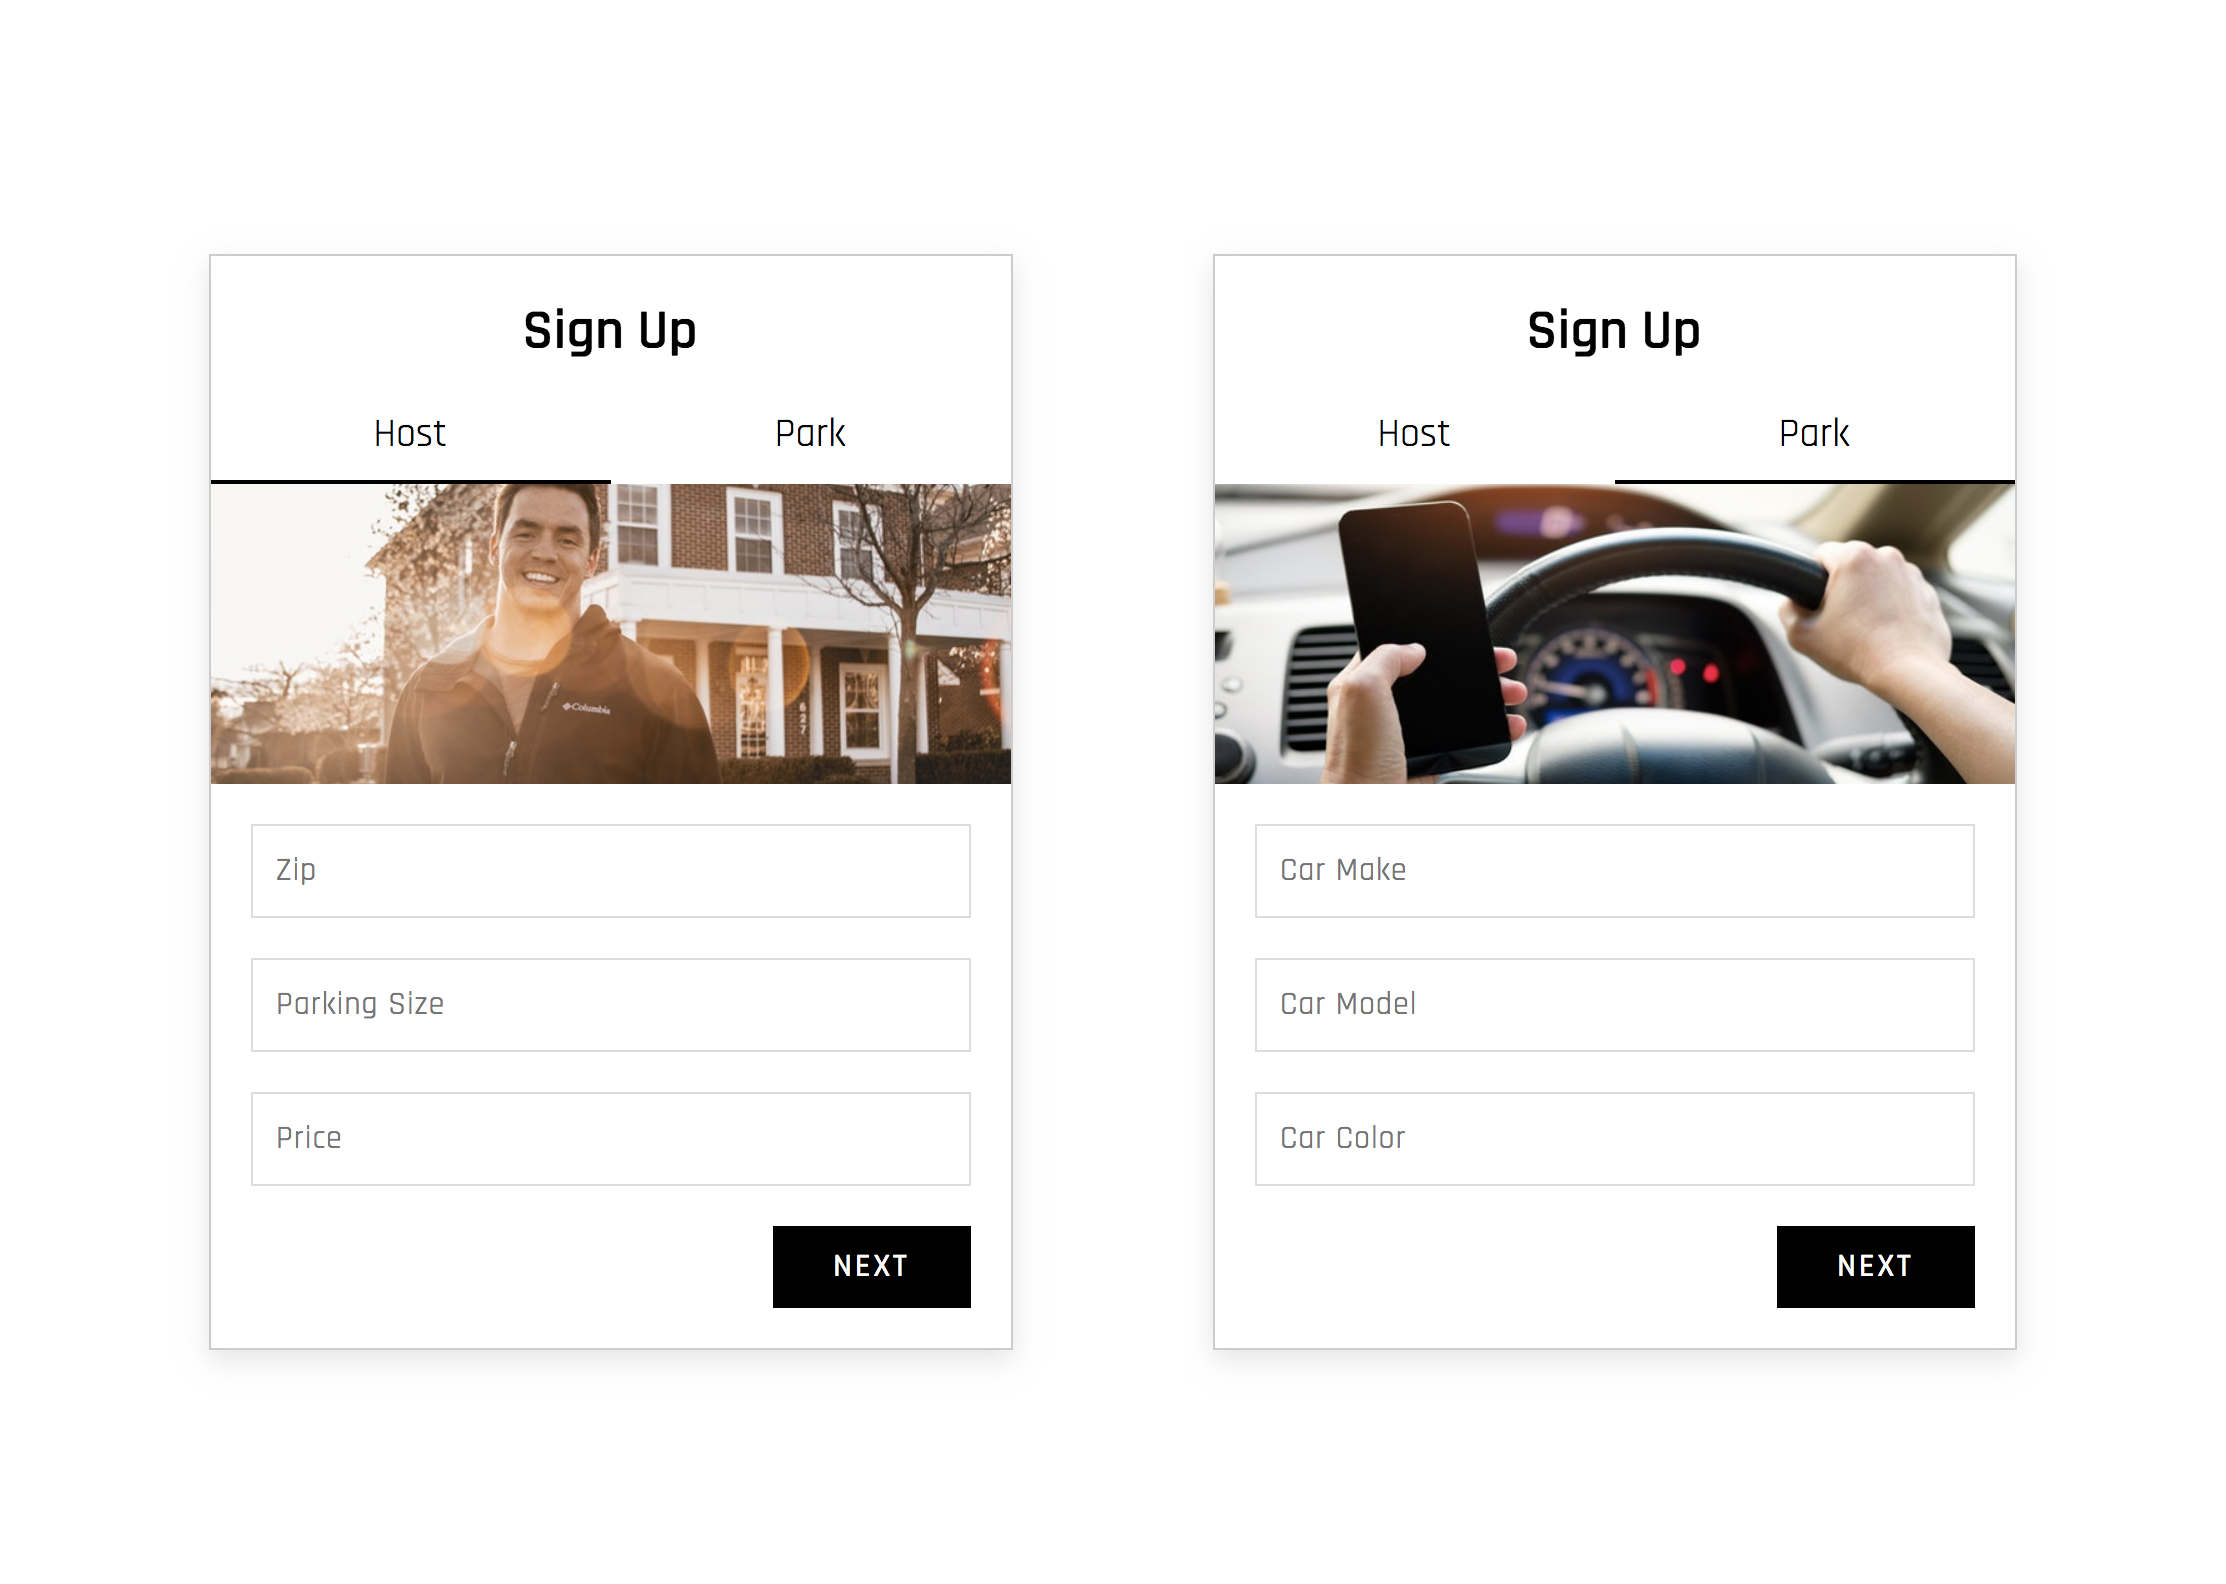 Sign Up
Host
Park
Columbia
627
Zip
Parking Size
Price
NEXT
Sign Up
Host
Park
Car Make
Car Model
Car Color
NEXT